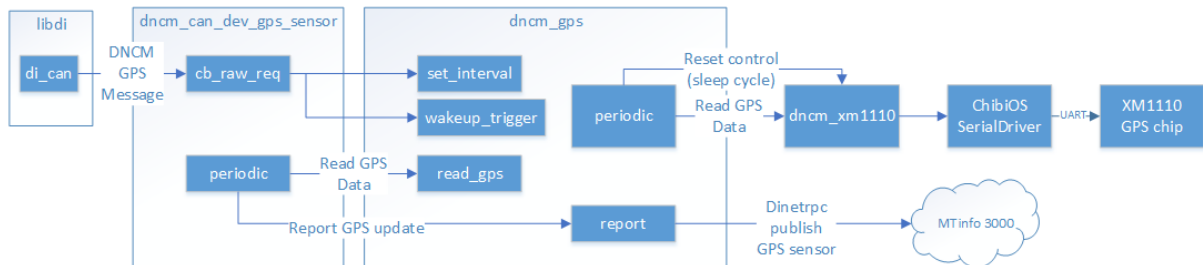 libdi
dncm_can_dev_gps_sensor
dncm_gps
di_can
DNCM
GPS
Message
cb_raw_req
set_interval
wakeup_trigger
periodic
Read GPS
Data
read_gps
Report GPS update
report
periodic
Reset control
(sleep cycle)
Read GPS
Data
dncm_xm1110
ChibiOS
SerialDriver
UART
XM1110
GPS chip
Dinetrpc
publish
GPS sensor
MTinfo 3000